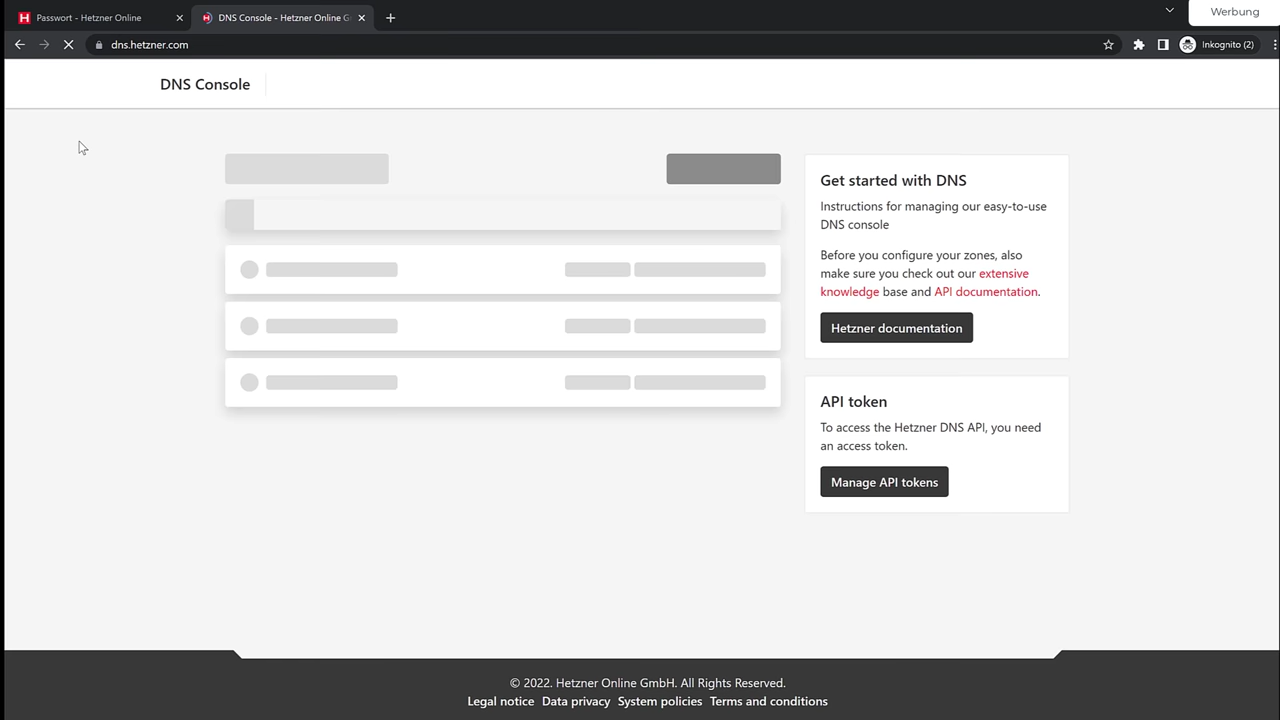 Passwort - Hetzner Online
DNS Console - Hetzner Online G
Werbung
dns.hetzner.com
Inkognito (2)
DNS Console
Get started with DNS
Instructions for managing our easy-to-use
DNS console
Before you configure your zones, also
make sure you check out our extensive
knowledge base and API documentation.
Hetzner documentation
API token
To access the Hetzner DNS API, you need
an access token.
Manage API tokens
© 2022. Hetzner Online GmbH. All Rights Reserved.
Legal notice Data privacy System policies Terms and conditions